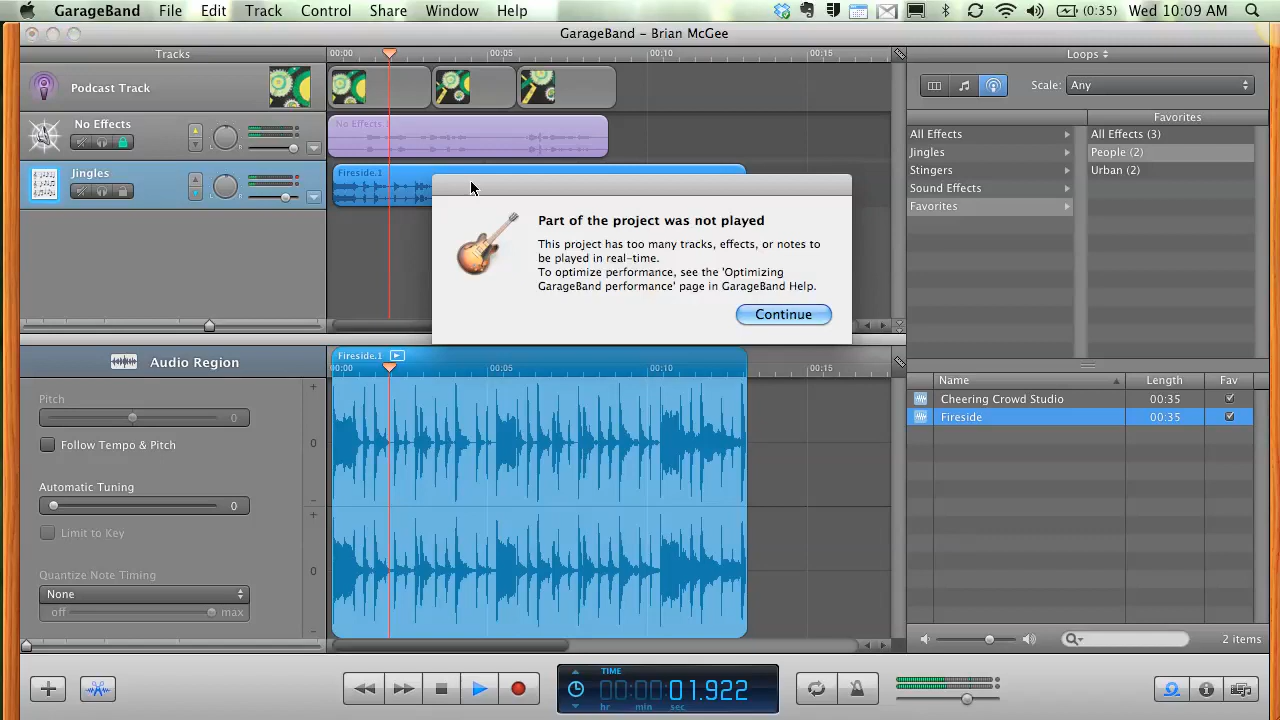 GarageBand File Edit Track Control Share Window Help (0:35) Wed 10:09 AM
GarageBand – Brian McGee
Tracks
00:00 00:05 00:10 00:15
Loops
Podcast Track
Scale: Any
No Effects
No Effects.1
Jingles
Fireside.1
Favorites
All Effects
Jingles
Stingers
Sound Effects
Favorites
All Effects (3)
People (2)
Urban (2)
Part of the project was not played
This project has too many tracks, effects, or notes to
be played in real-time.
To optimize performance, see the 'Optimizing
GarageBand performance' page in GarageBand Help.
Continue
Audio Region
Fireside.1
00:00 00:05 00:10 00:15
Pitch
0
Follow Tempo & Pitch
Automatic Tuning
0
Limit to Key
Quantize Note Timing
None
off max
+
0
–
+
0
–
Name Length Fav
Cheering Crowd Studio 00:35
Fireside 00:35
2 items
TIME
00:00:01.922
hr min sec
L R
L R